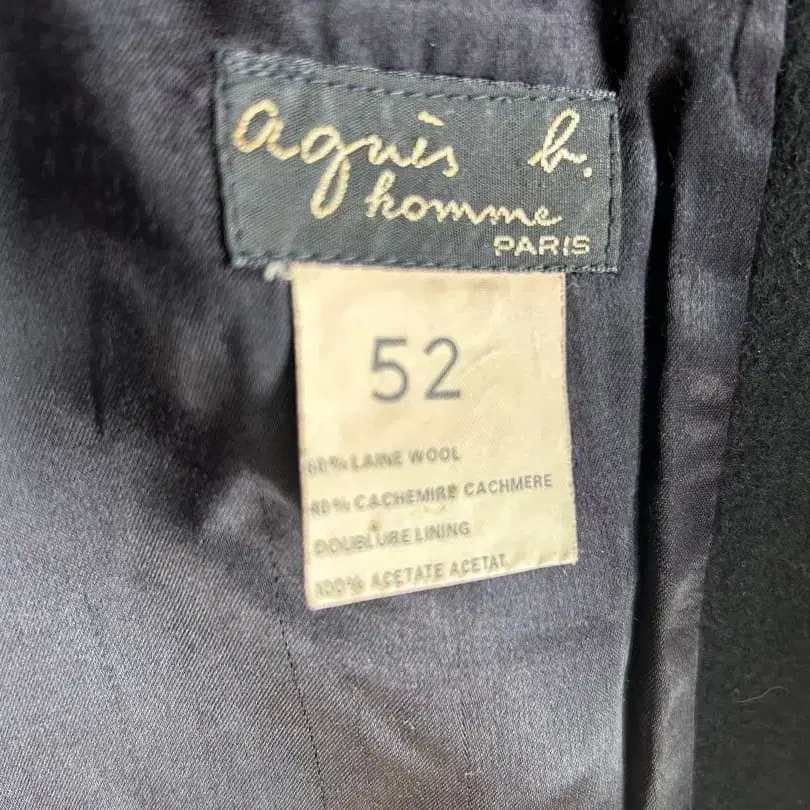 agnès b.
homme
PARIS
52
60% LAINE WOOL
40% CACHEMIRE CACHMERE
DOUBLURE LINING
100% ACETATE ACETAT